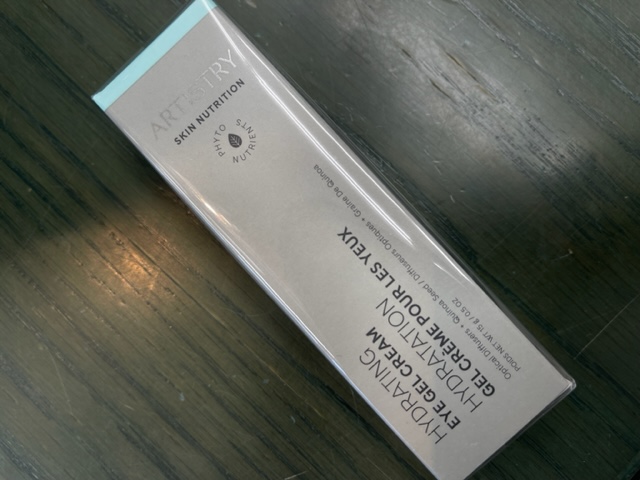 ARTISTRY
SKIN NUTRITION
PHYTO
NUTRIENTS
HYDRATING
EYE GEL CREAM
HYDRATATION
GEL CRÈME POUR LES YEUX
Optical Diffusers + Quinoa Seed / Diffuseurs Optiques + Graine De Quinoa
POIDS NET WT 15 g / 0.5 OZ.